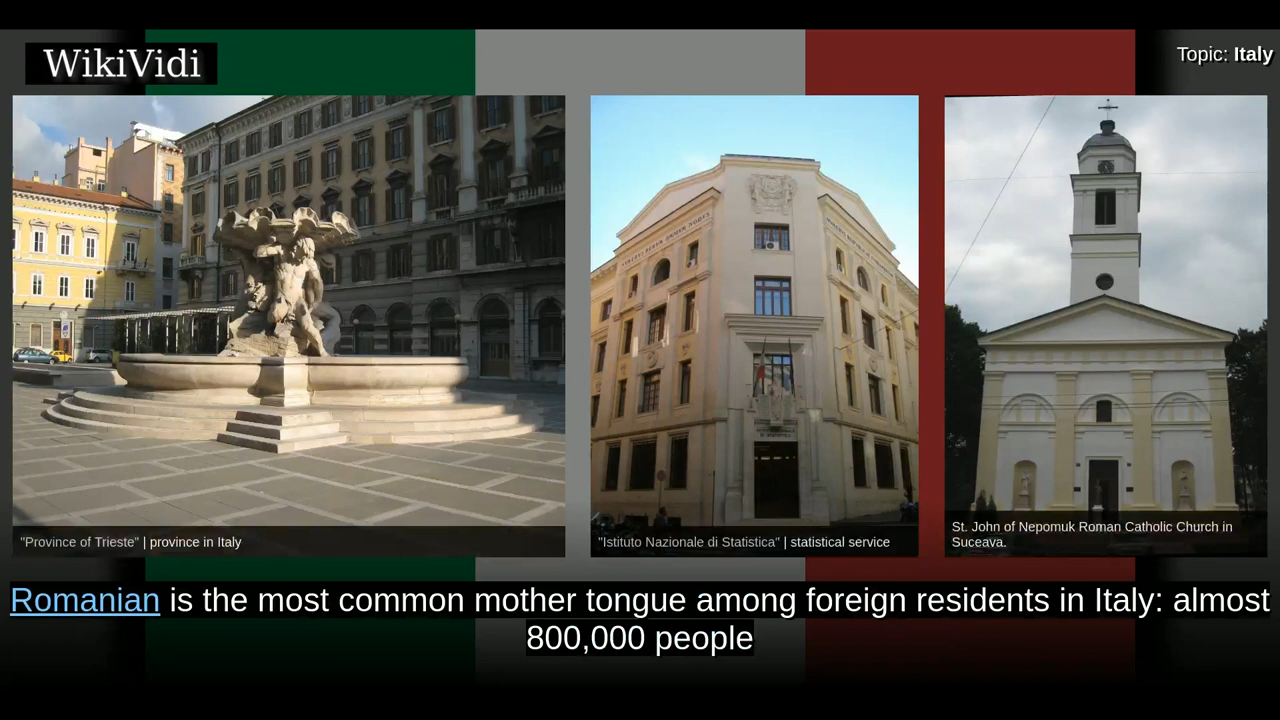 WikiVidi
Topic: Italy
"Province of Trieste" | province in Italy
"Istituto Nazionale di Statistica" | statistical service
St. John of Nepomuk Roman Catholic Church in
Suceava.
Romanian is the most common mother tongue among foreign residents in Italy: almost
800,000 people